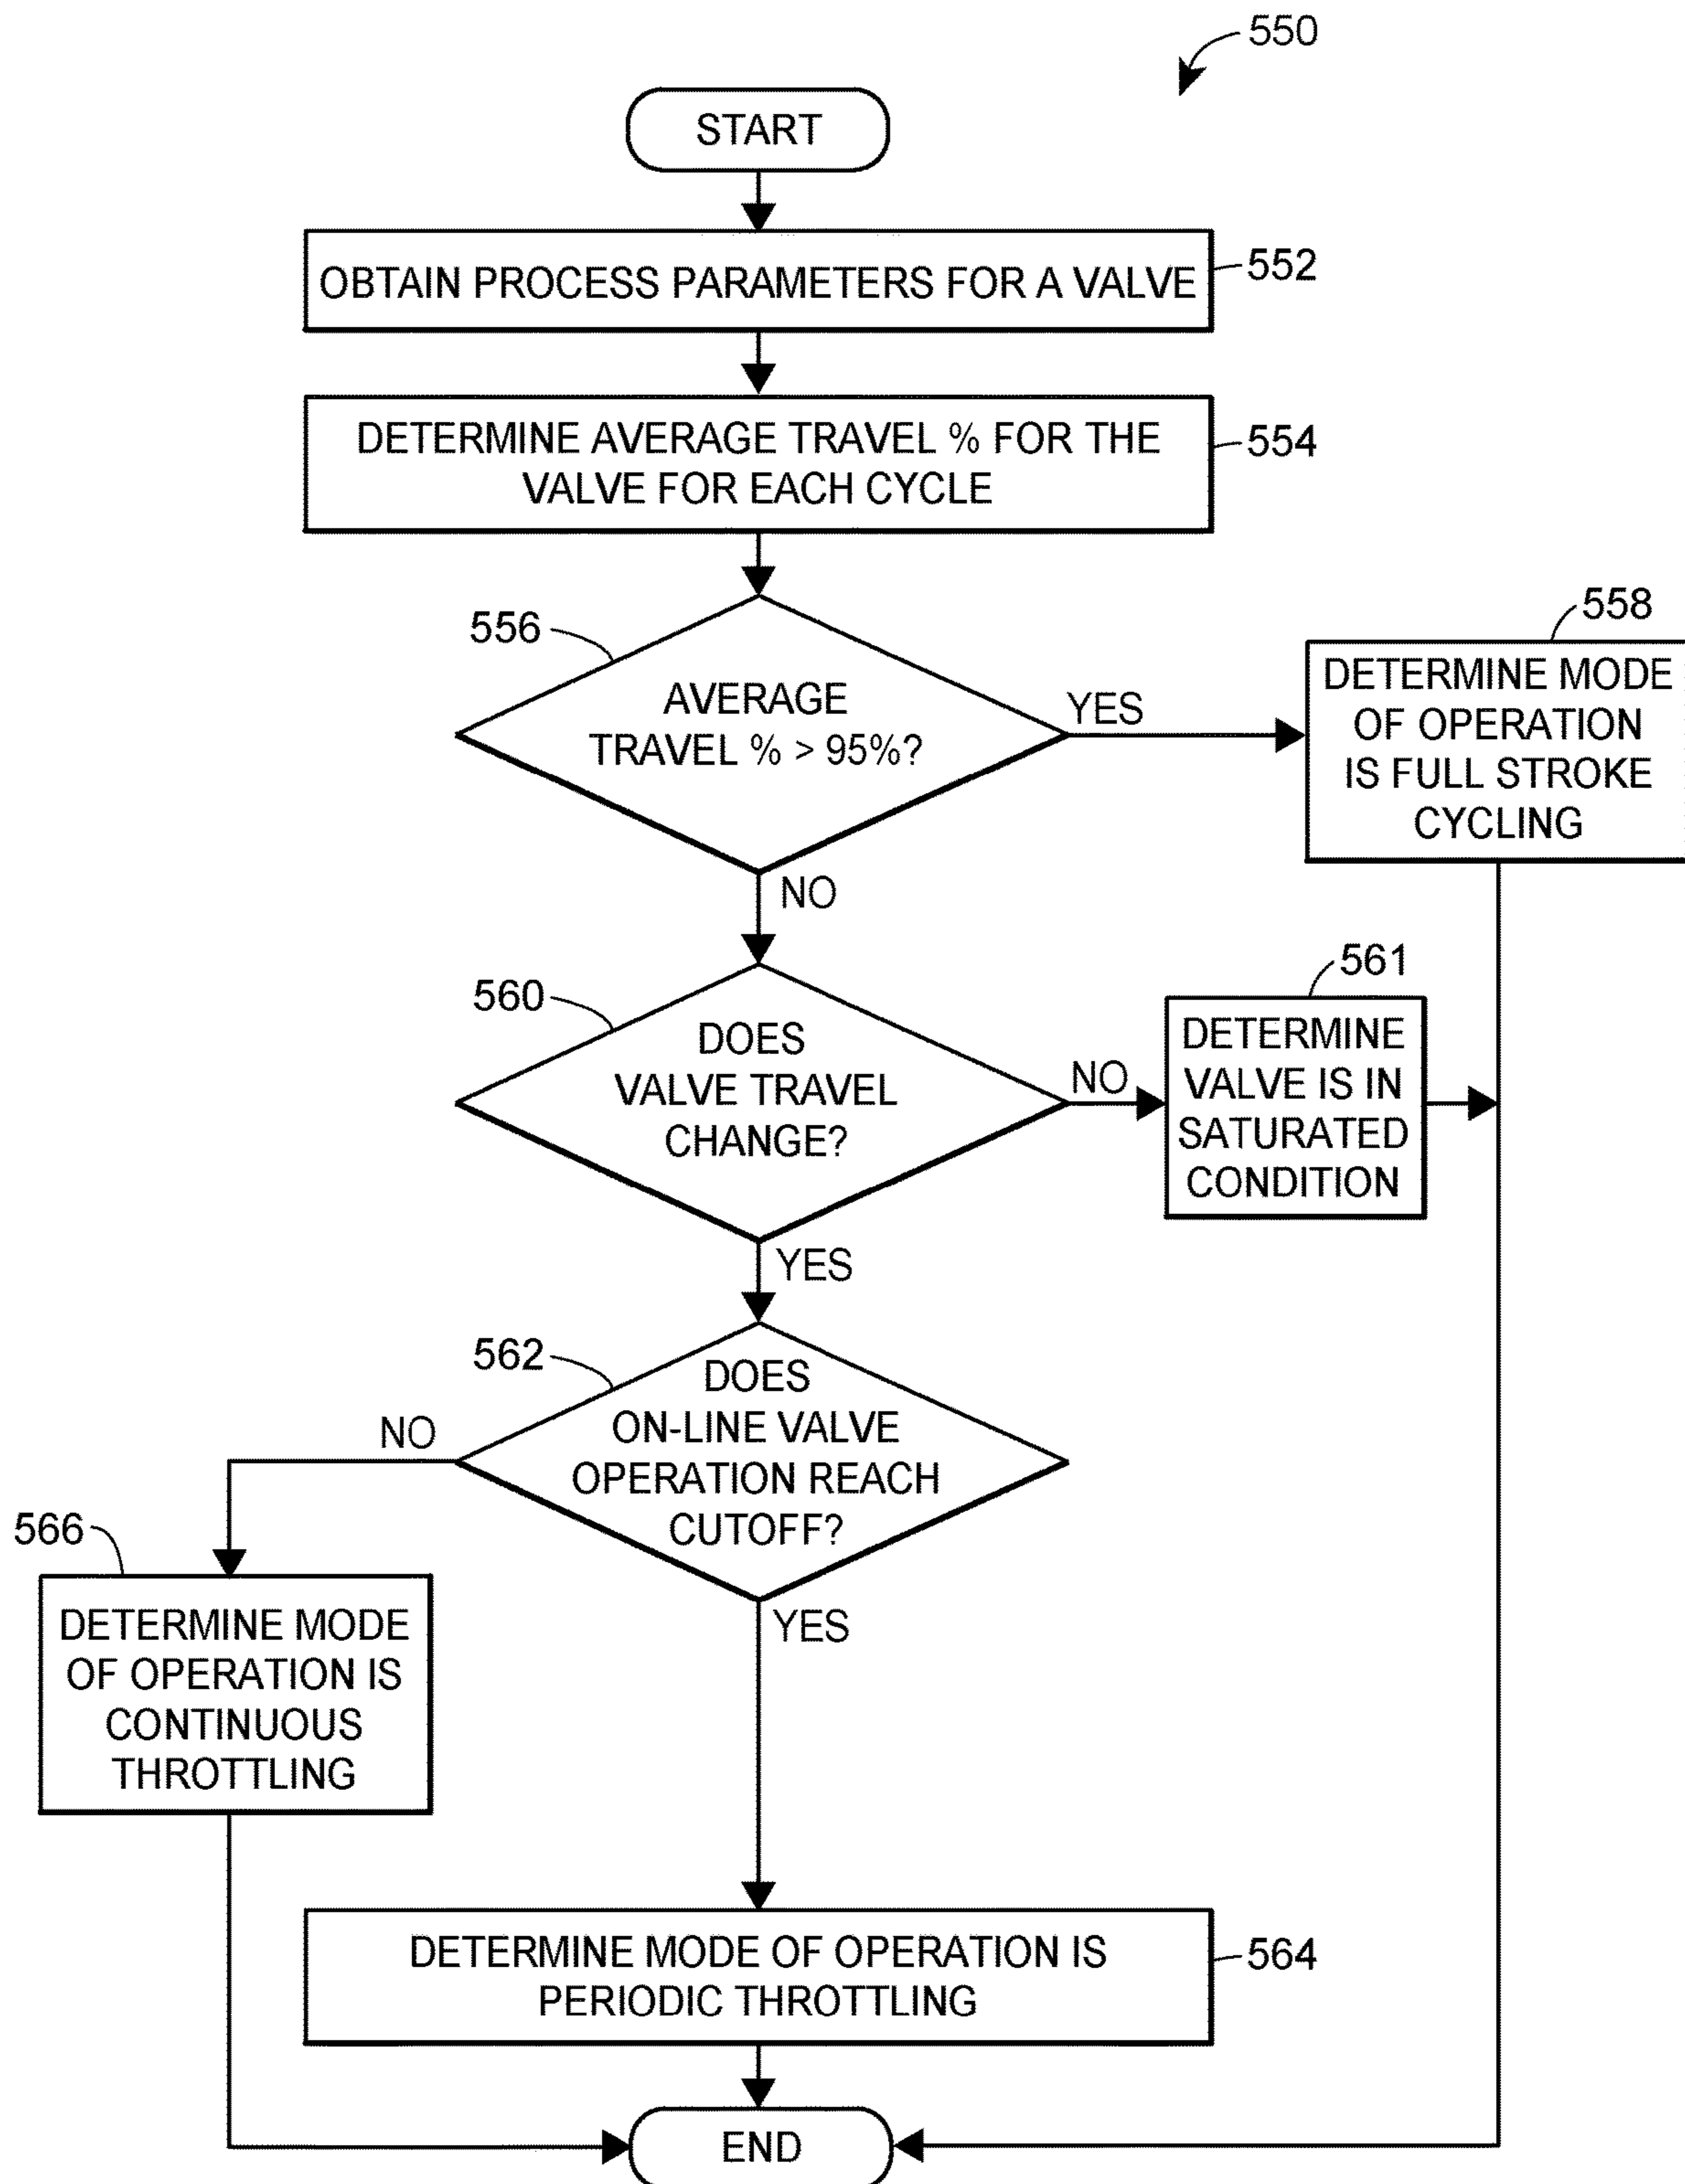 550
START
OBTAIN PROCESS PARAMETERS FOR A VALVE
552
DETERMINE AVERAGE TRAVEL % FOR THE
VALVE FOR EACH CYCLE
554
556
AVERAGE
TRAVEL % > 95%?
YES
558
DETERMINE MODE
OF OPERATION
IS FULL STROKE
CYCLING
NO
560
DOES
VALVE TRAVEL
CHANGE?
NO
561
DETERMINE
VALVE IS IN
SATURATED
CONDITION
YES
562
DOES
ON-LINE VALVE
OPERATION REACH
CUTOFF?
NO
566
DETERMINE MODE
OF OPERATION IS
CONTINUOUS
THROTTLING
YES
DETERMINE MODE OF OPERATION IS
PERIODIC THROTTLING
564
END